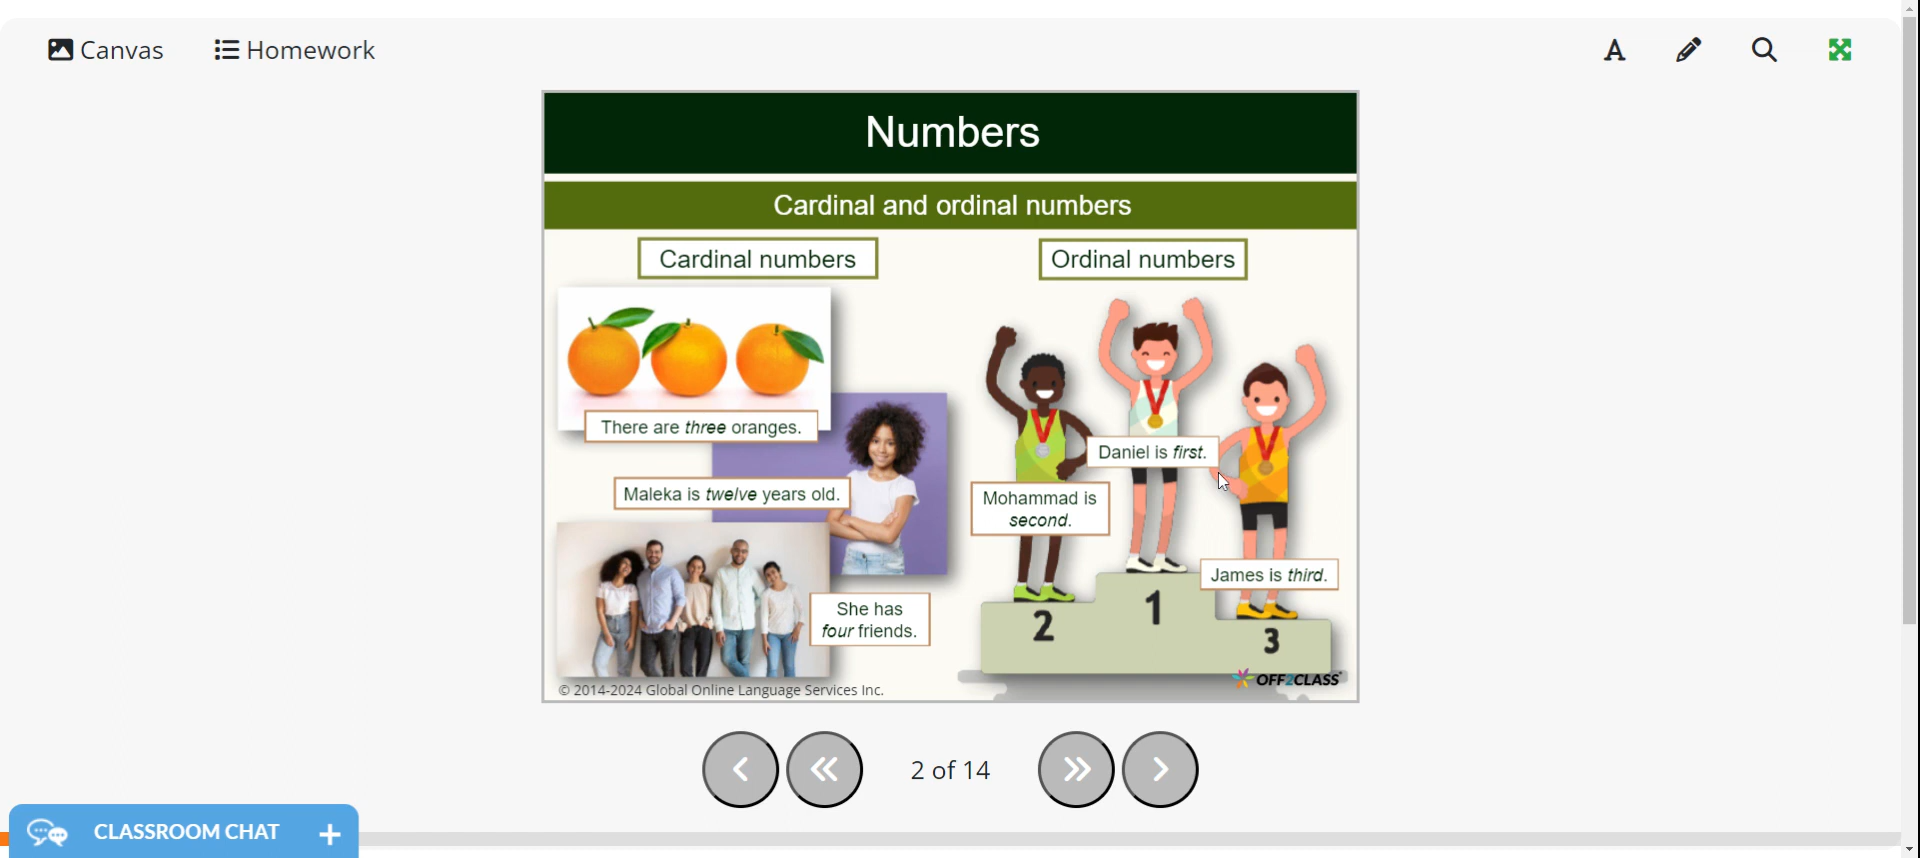 Canvas
Homework
A
Numbers
Cardinal and ordinal numbers
Cardinal numbers
There are three oranges.
Maleka is twelve years old.
She has
four friends.
© 2014-2024 Global Online Language Services Inc.
Ordinal numbers
Daniel is first.
Mohammad is
second.
James is third.
2
1
3
OFF2CLASS
2 of 14
CLASSROOM CHAT +